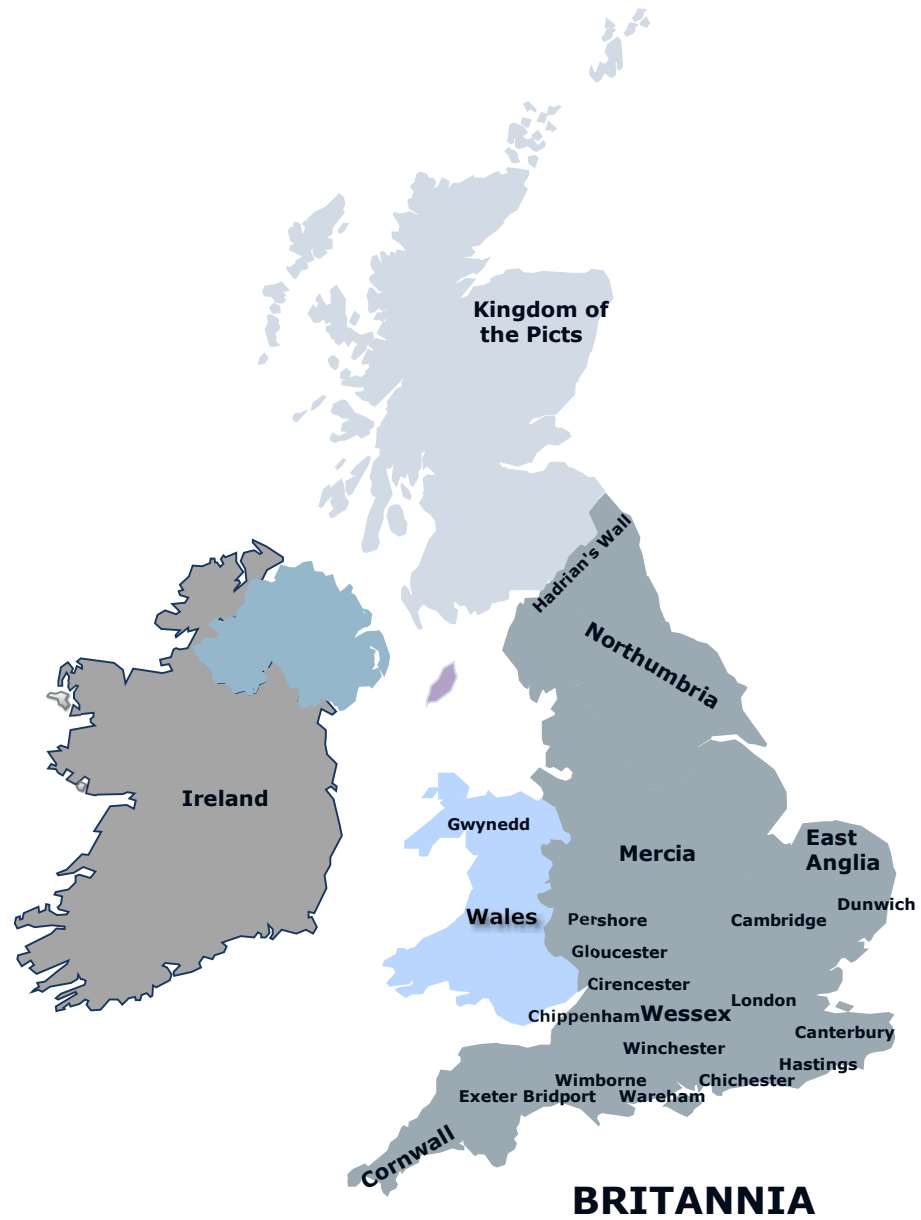 Kingdom of
the Picts
Hadrian's Wall
Northumbria
Ireland
Gwynedd
Mercia
East
Anglia
Dunwich
Wales
Pershore
Cambridge
Gloucester
Cirencester
London
Chippenham
Wessex
Canterbury
Winchester
Hastings
Wimborne
Chichester
Exeter
Bridport
Wareham
Cornwall
BRITANNIA